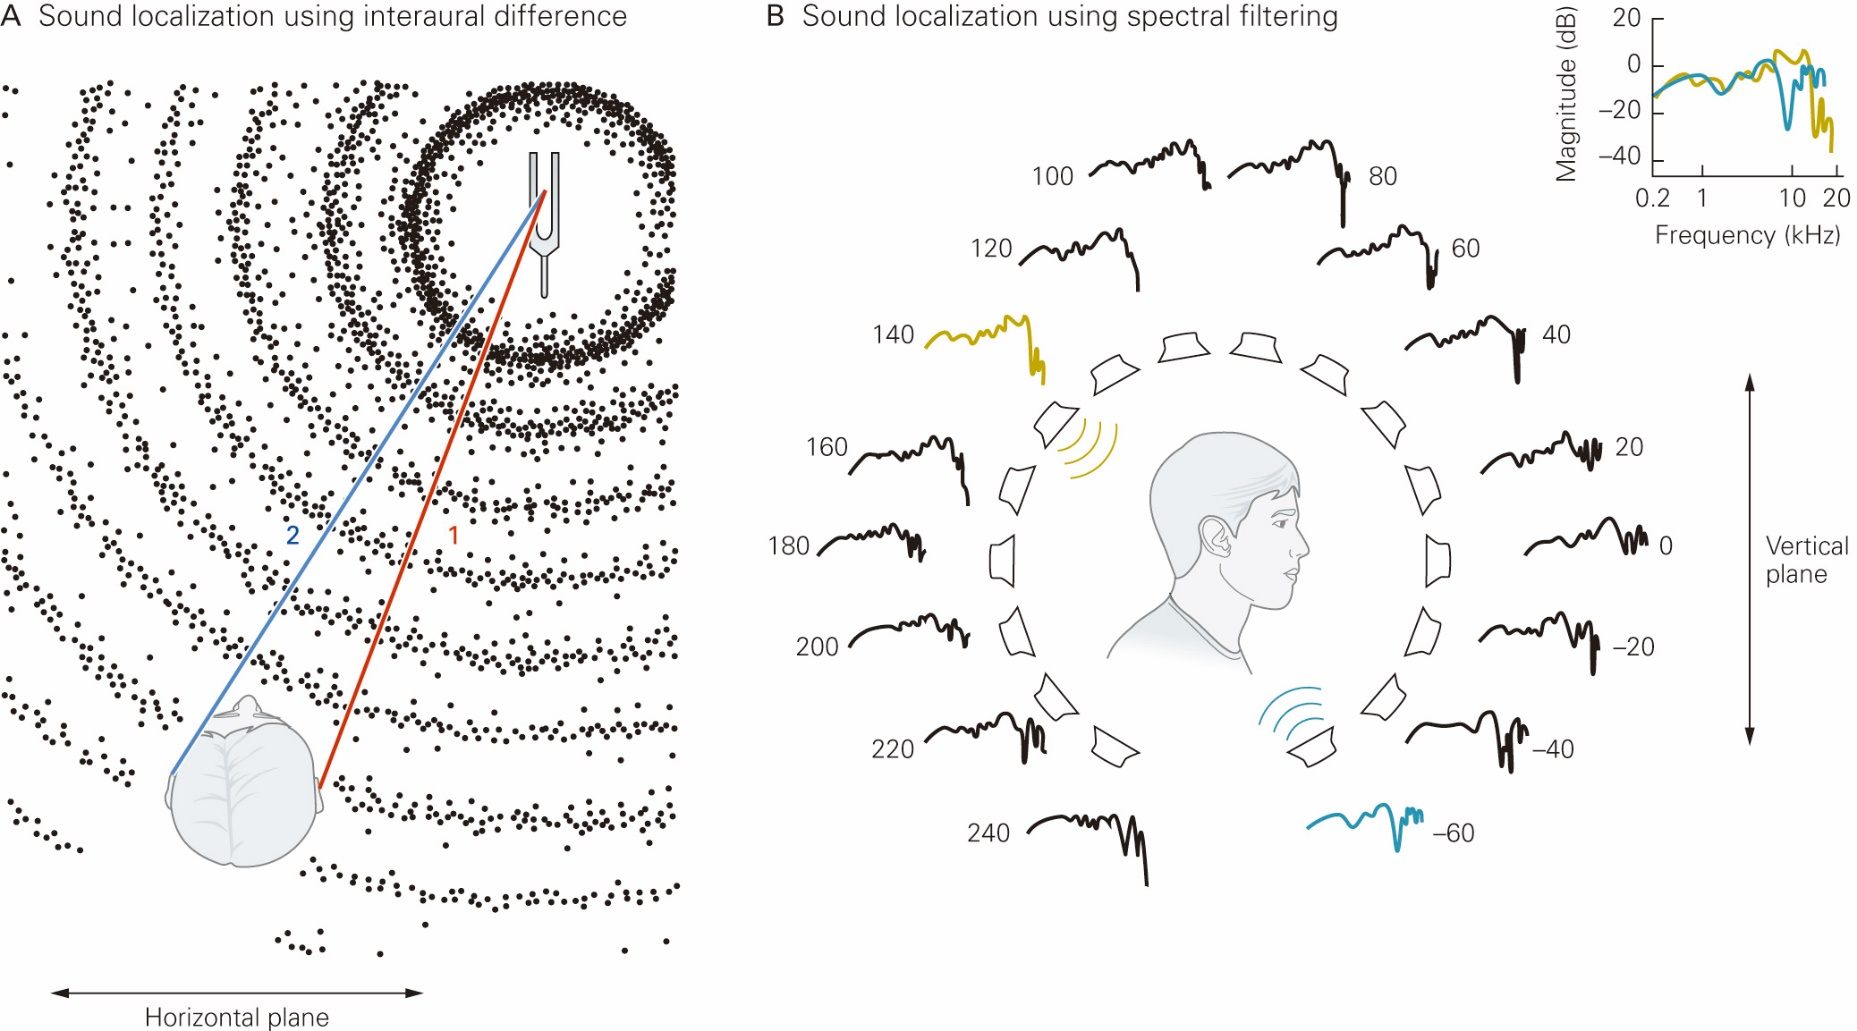 A Sound localization using interaural difference
2
1
Horizontal plane
B Sound localization using spectral filtering
20
0
–20
–40
Magnitude (dB)
0.2 1 10 20
Frequency (kHz)
100
80
120
60
140
40
160
20
180
0
200
–20
220
–40
240
–60
Vertical
plane